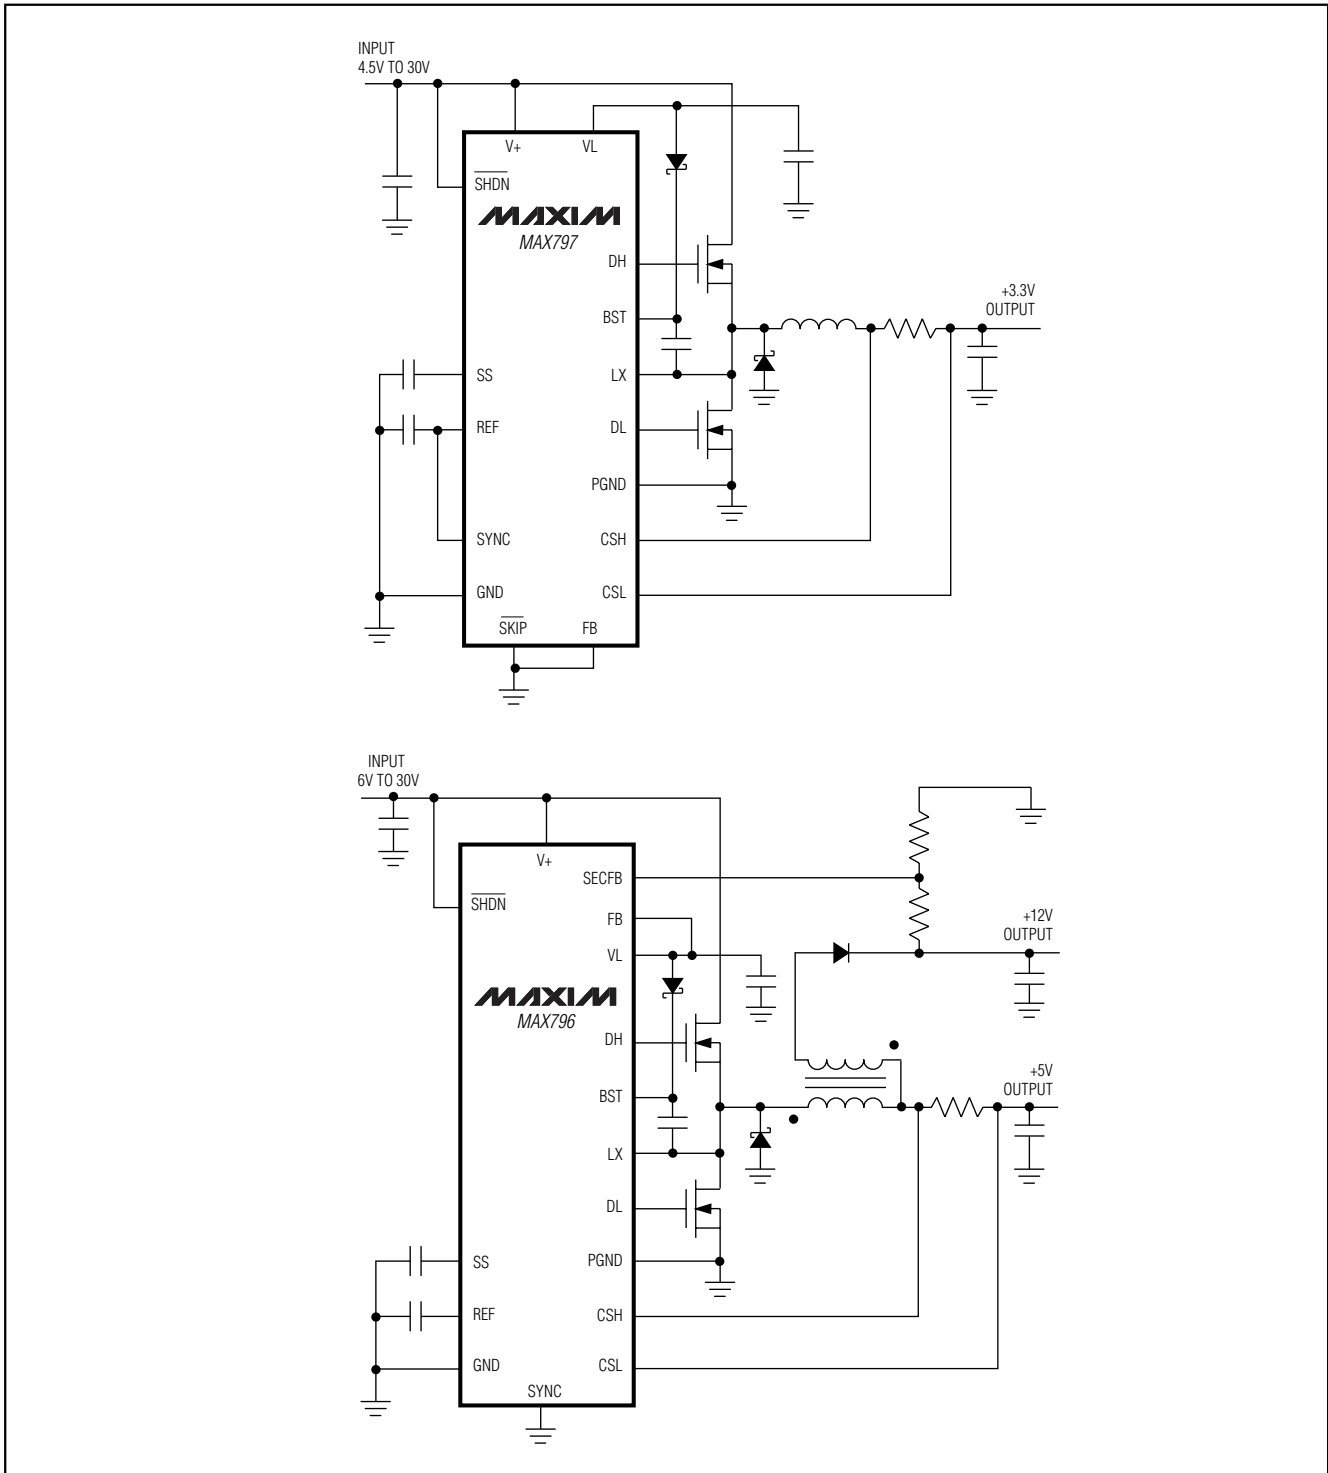 INPUT
4.5V TO 30V
V+
VL
SHDN
MAXIM
MAX797
DH
+3.3V
OUTPUT
BST
SS
LX
REF
DL
PGND
SYNC
CSH
GND
CSL
SKIP
FB
INPUT
6V TO 30V
V+
SECFB
SHDN
FB
+12V
OUTPUT
VL
MAXIM
MAX796
DH
+5V
OUTPUT
BST
LX
DL
SS
PGND
REF
CSH
GND
CSL
SYNC